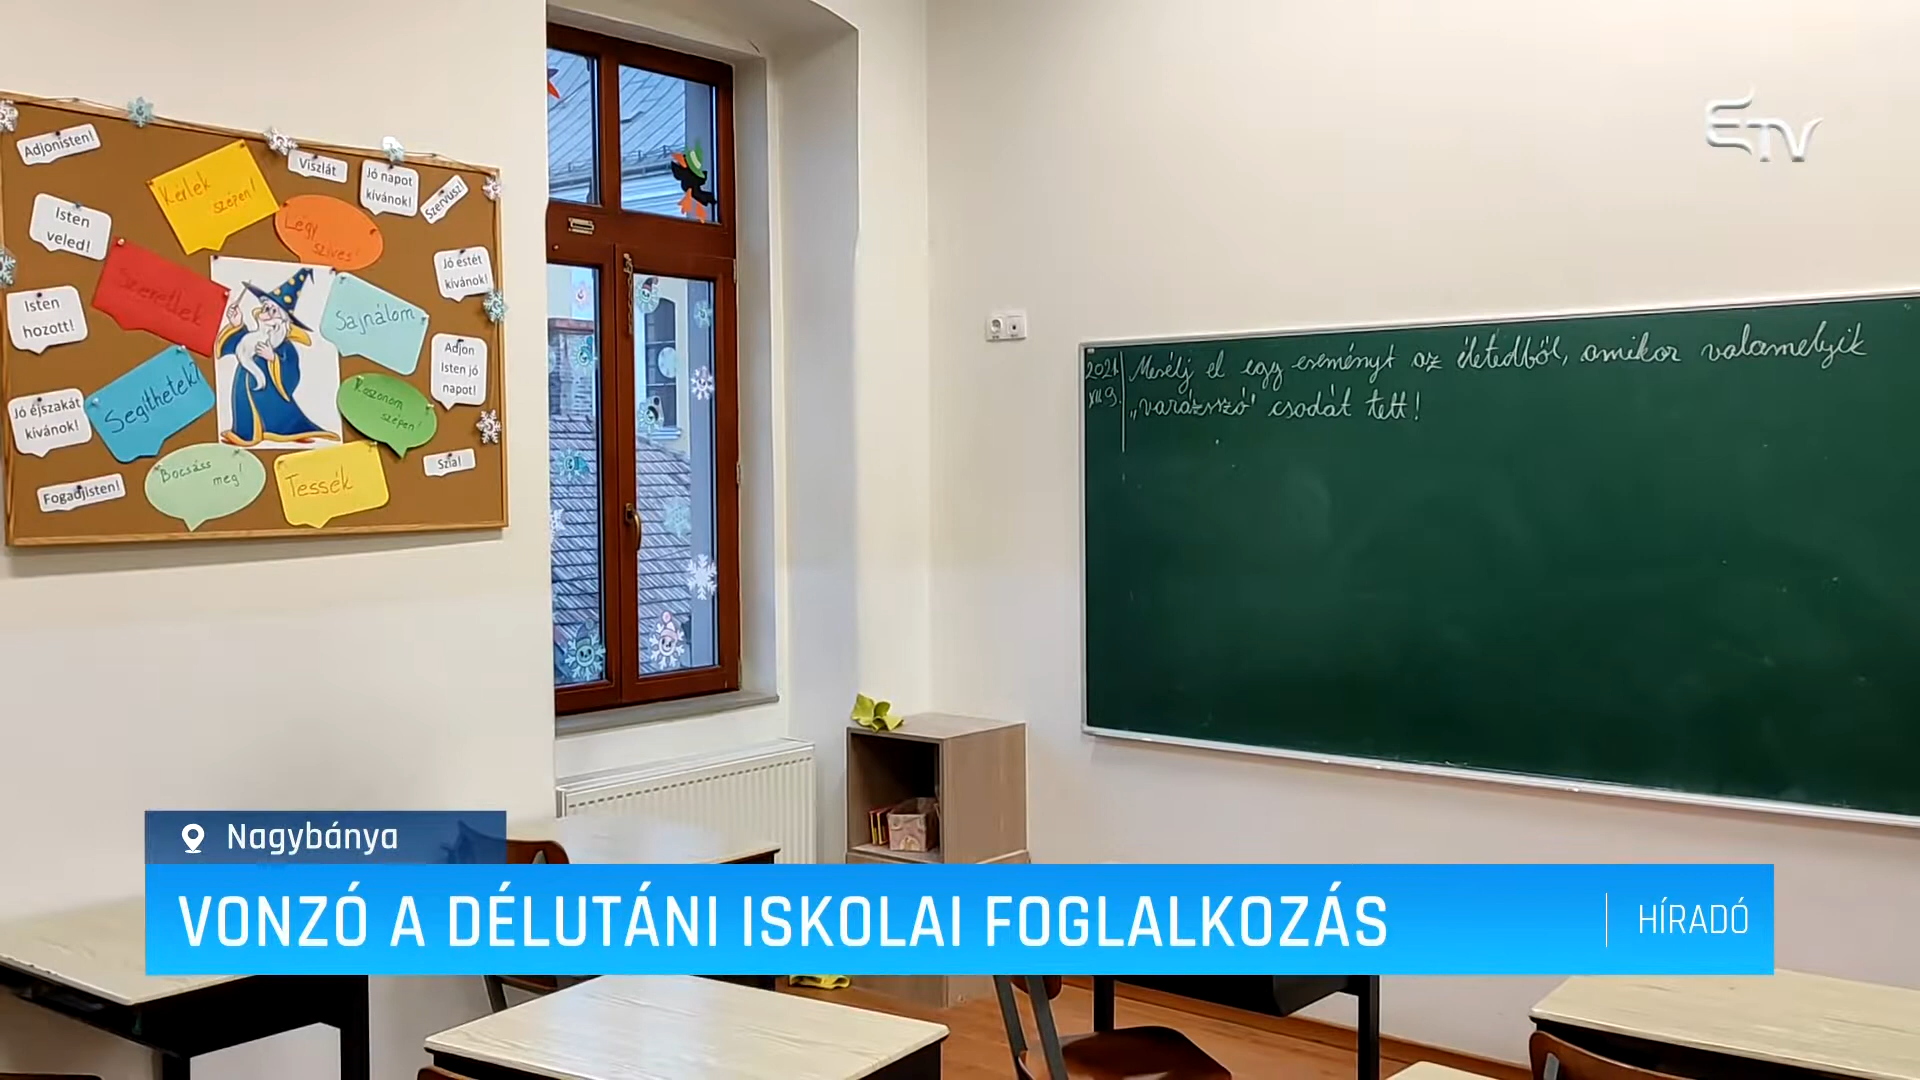 Adjonisten!
Kérlek
szépen!
Viszlát
Jó napot
kívánok!
Szervusz!
Isten
veled!
Légy
szíves!
Szeretlek
Jó estét
kívánok!
Isten
hozott!
Sajnálom
Adjon
Isten jó
napot!
Segíthetek?
Köszönöm
szépen!
Jó éjszakát
kívánok!
Bocsáss
meg!
Tessék
Szia!
Fogadjisten!
ETV
2021. Mesélj el egy eseményt az életedből, amikor valamelyik
XII.9. „varázsszó" csodát tett!
Nagybánya
VONZÓ A DÉLUTÁNI ISKOLAI FOGLALKOZÁS
HÍRADÓ